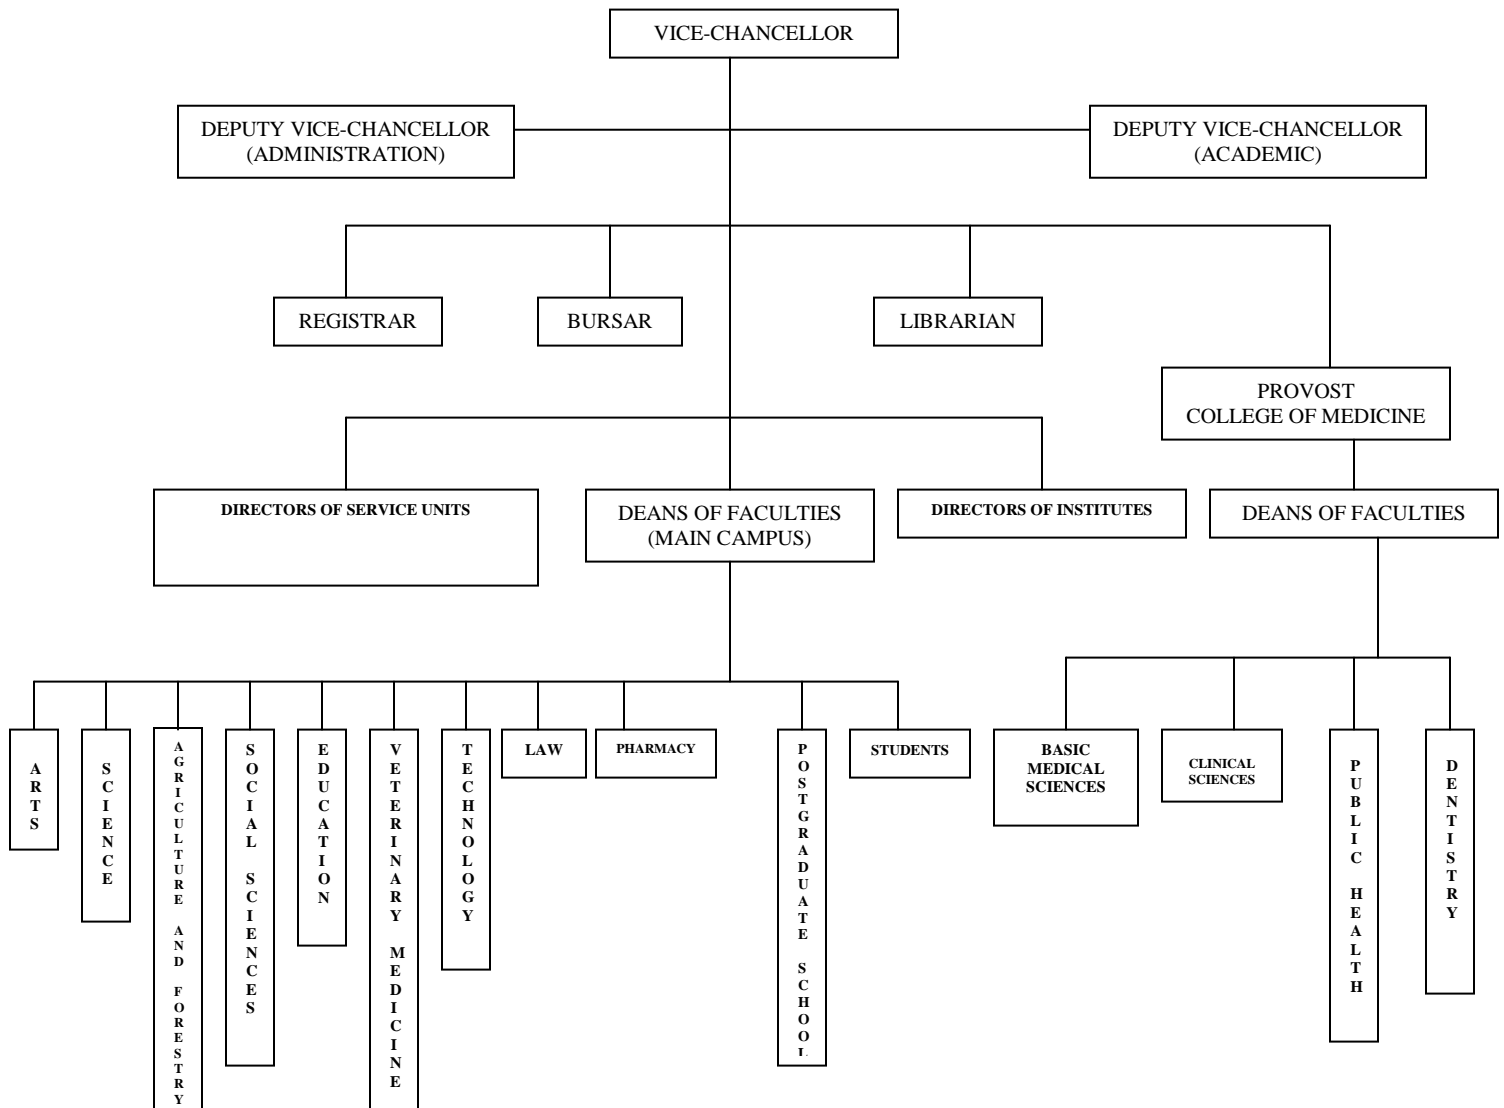 VICE-CHANCELLOR
DEPUTY VICE-CHANCELLOR
(ADMINISTRATION)
DEPUTY VICE-CHANCELLOR
(ACADEMIC)
REGISTRAR
BURSAR
LIBRARIAN
PROVOST
COLLEGE OF MEDICINE
DIRECTORS OF SERVICE UNITS
DEANS OF FACULTIES
(MAIN CAMPUS)
DIRECTORS OF INSTITUTES
DEANS OF FACULTIES
ARTS
SCIENCE
AGRICULTURE AND FORESTRY
SOCIAL SCIENCES
EDUCATION
VETERINARY MEDICINE
TECHNOLOGY
LAW
PHARMACY
POSTGRADUATE SCHOOL
STUDENTS
BASIC
MEDICAL
SCIENCES
CLINICAL
SCIENCES
PUBLIC HEALTH
DENTISTRY